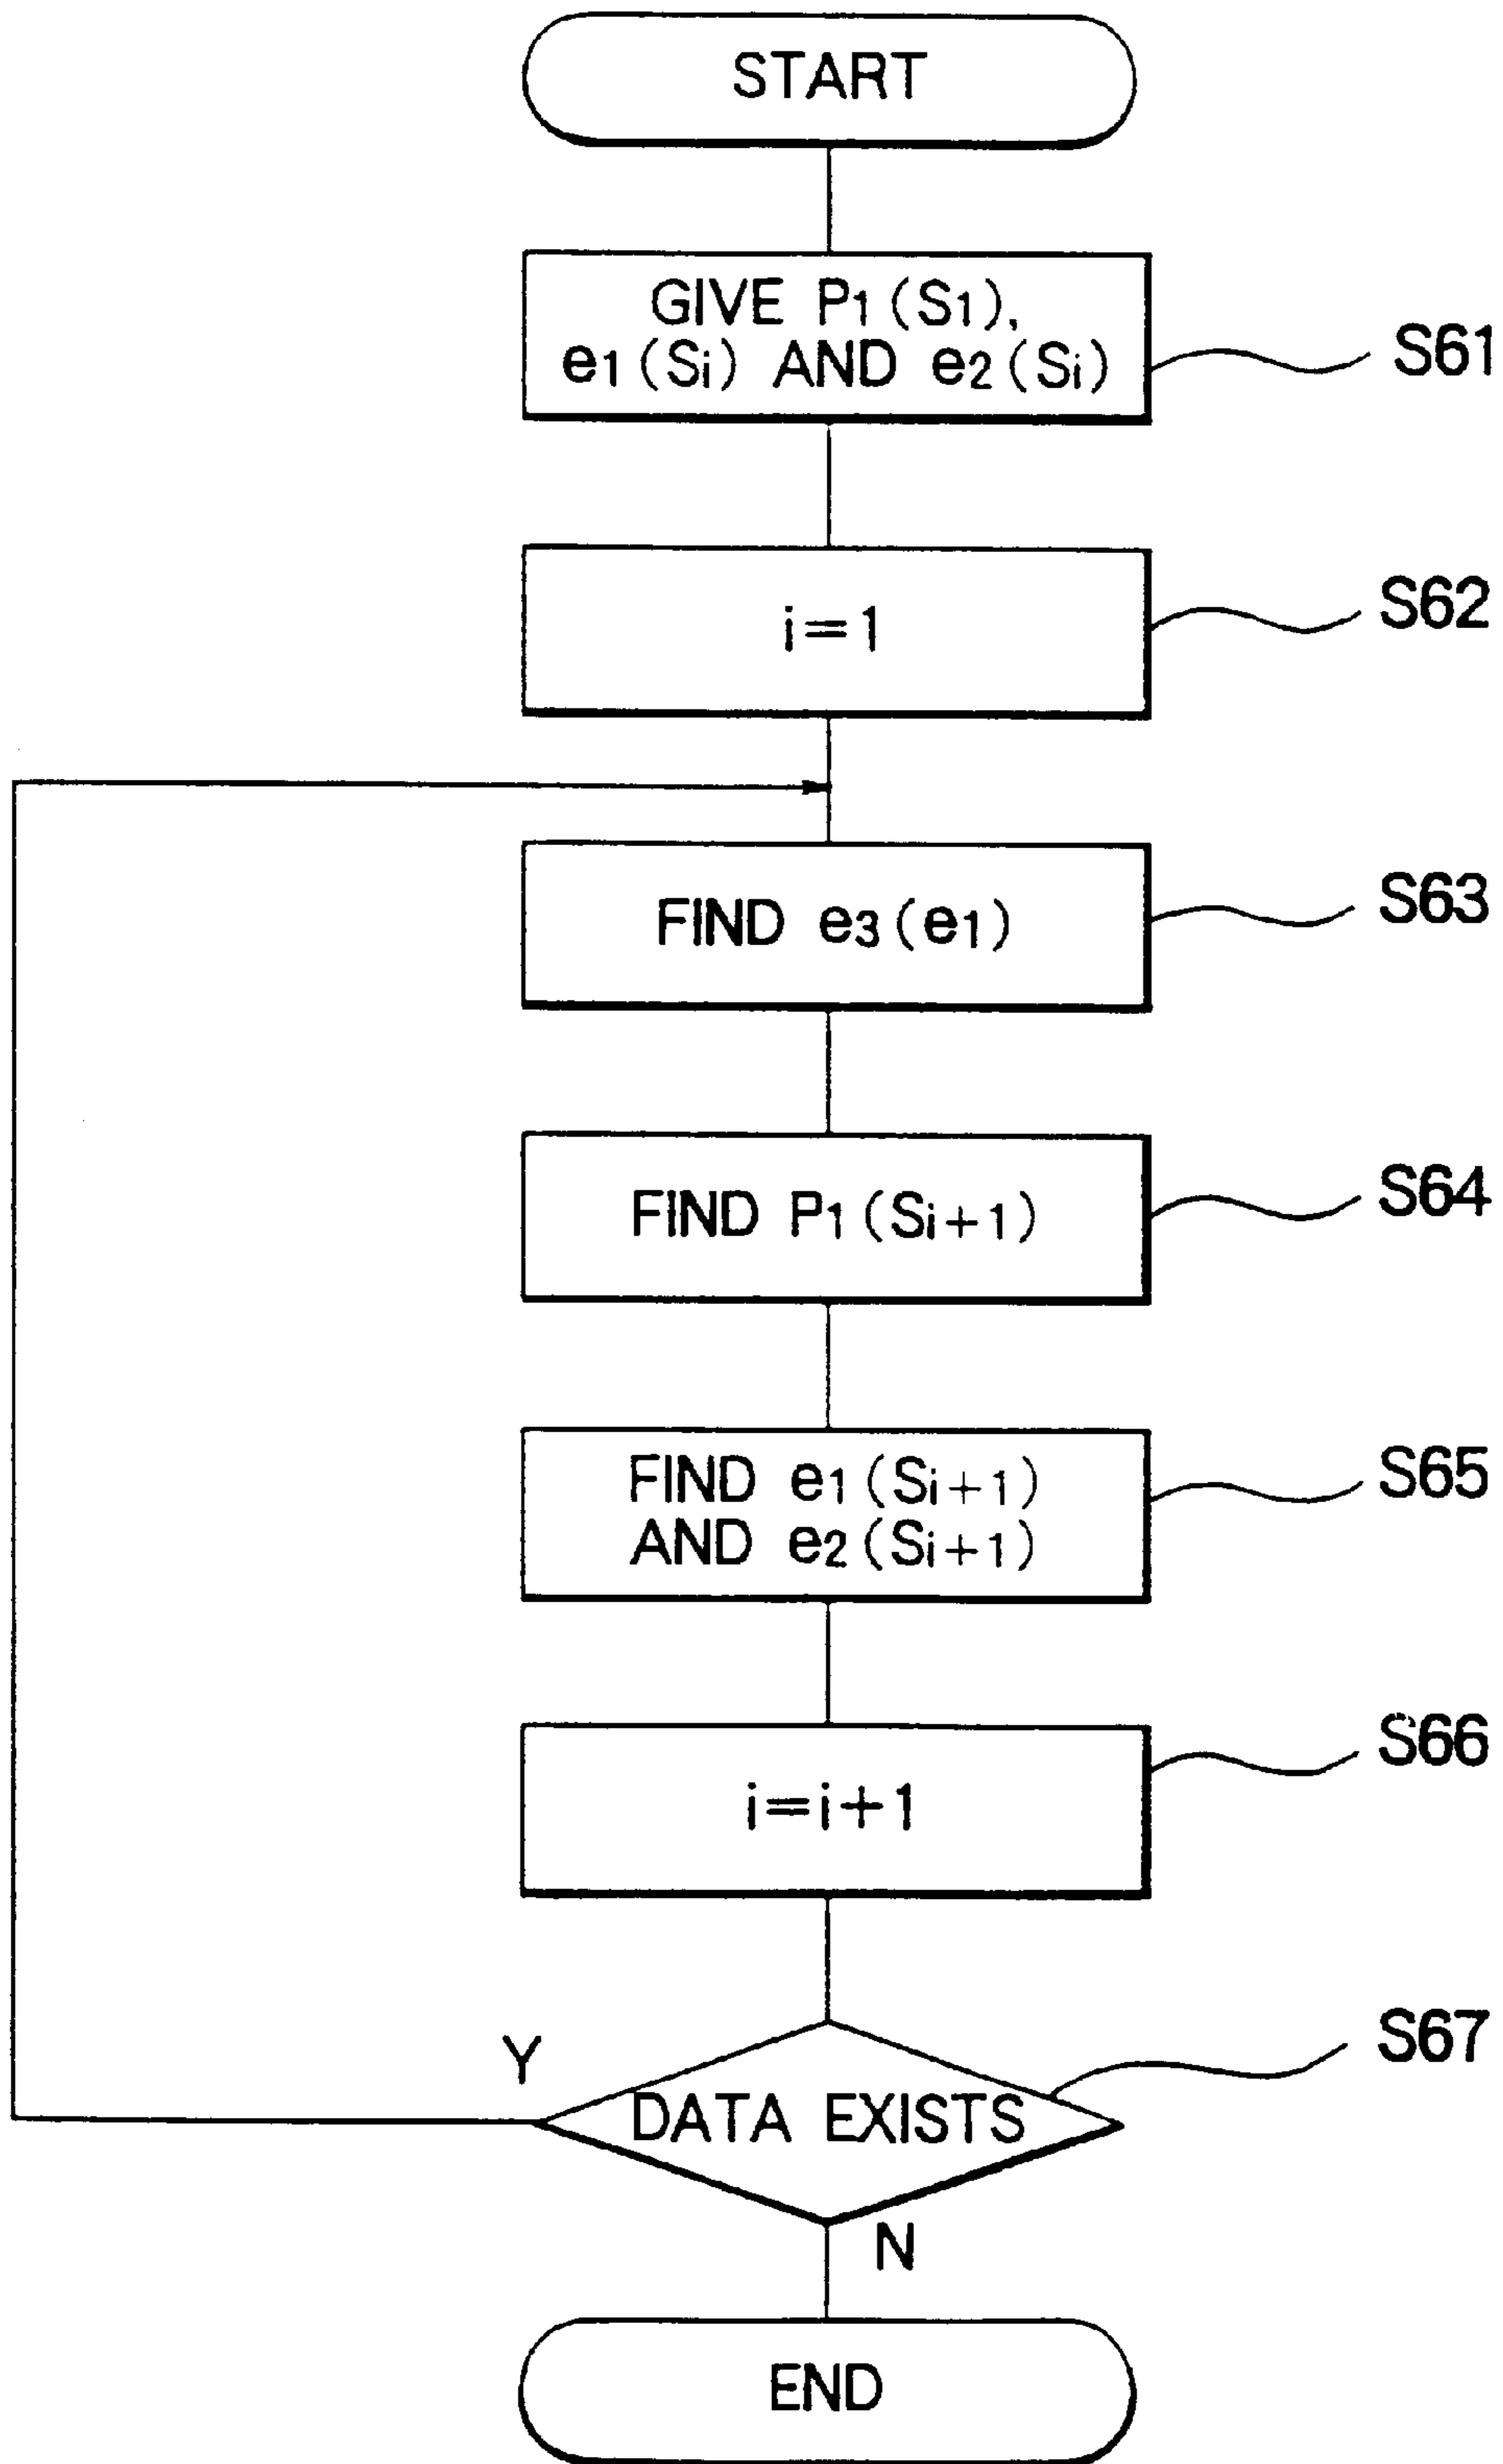 START
GIVE P1(S1),
e1(Si) AND e2(Si)
S61
i=1
S62
FIND e3(e1)
S63
FIND P1(Si+1)
S64
FIND e1(Si+1)
AND e2(Si+1)
S65
i=i+1
S66
Y
DATA EXISTS
S67
N
END